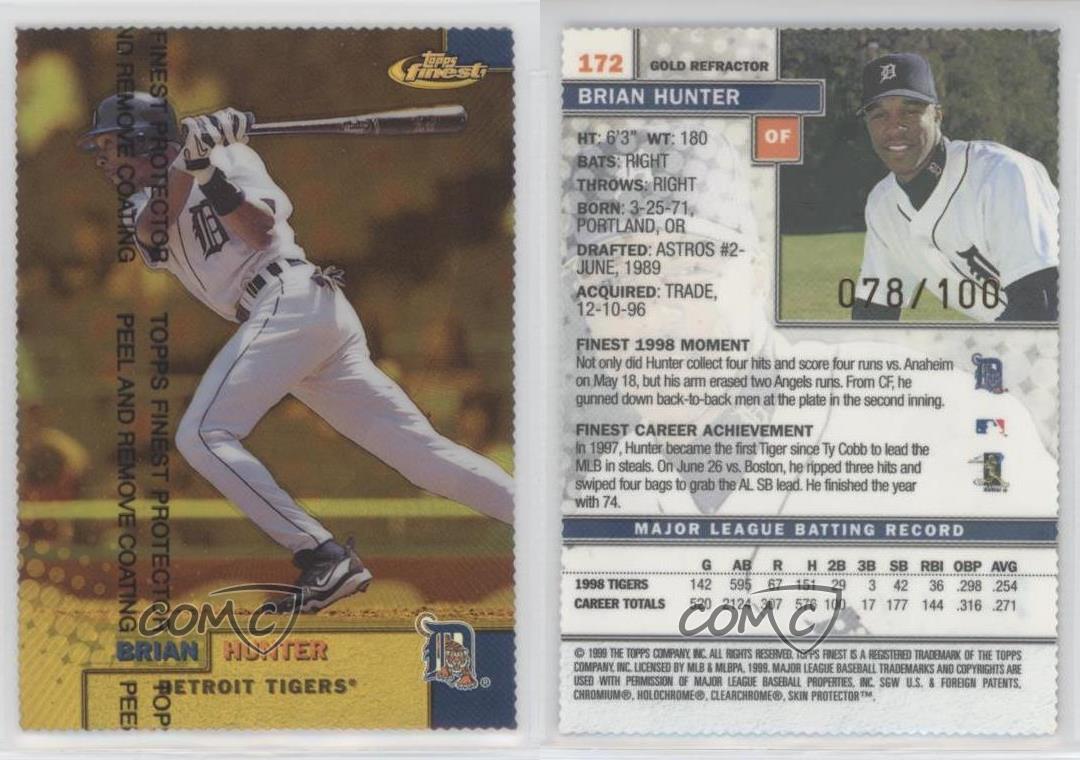 Topps
Finest
FINEST PROTECTOR TOPPS FINEST PROTECTOR TOP
ND REMOVE COATING PEEL AND REMOVE COATING PEE
D
BRIAN HUNTER
DETROIT TIGERS®
COMC
172
GOLD REFRACTOR
BRIAN HUNTER
OF
HT: 6'3" WT: 180
BATS: RIGHT
THROWS: RIGHT
BORN: 3-25-71,
PORTLAND, OR
DRAFTED: ASTROS #2-
JUNE, 1989
ACQUIRED: TRADE,
12-10-96
078/100
FINEST 1998 MOMENT
Not only did Hunter collect four hits and score four runs vs. Anaheim
on May 18, but his arm erased two Angels runs. From CF, he
gunned down back-to-back men at the plate in the second inning.
FINEST CAREER ACHIEVEMENT
In 1997, Hunter became the first Tiger since Ty Cobb to lead the
MLB in steals. On June 26 vs. Boston, he ripped three hits and
swiped four bags to grab the AL SB lead. He finished the year
with 74.
MAJOR LEAGUE BATTING RECORD
G AB R H 2B 3B SB RBI OBP AVG
1998 TIGERS 142 595 67 151 29 3 42 36 .298 .254
CAREER TOTALS 520 2124 307 576 100 17 177 144 .316 .271
COMC
© 1999 THE TOPPS COMPANY, INC. ALL RIGHTS RESERVED. TOPPS FINEST IS A REGISTERED TRADEMARK OF THE TOPPS
COMPANY, INC. LICENSED BY MLB & MLBPA, 1999. MAJOR LEAGUE BASEBALL TRADEMARKS AND COPYRIGHTS ARE
USED WITH PERMISSION OF MAJOR LEAGUE BASEBALL PROPERTIES, INC. SGW U.S. & FOREIGN PATENTS,
CHROMIUM®, HOLOCHROME®, CLEARCHROME®, SKIN PROTECTOR™.